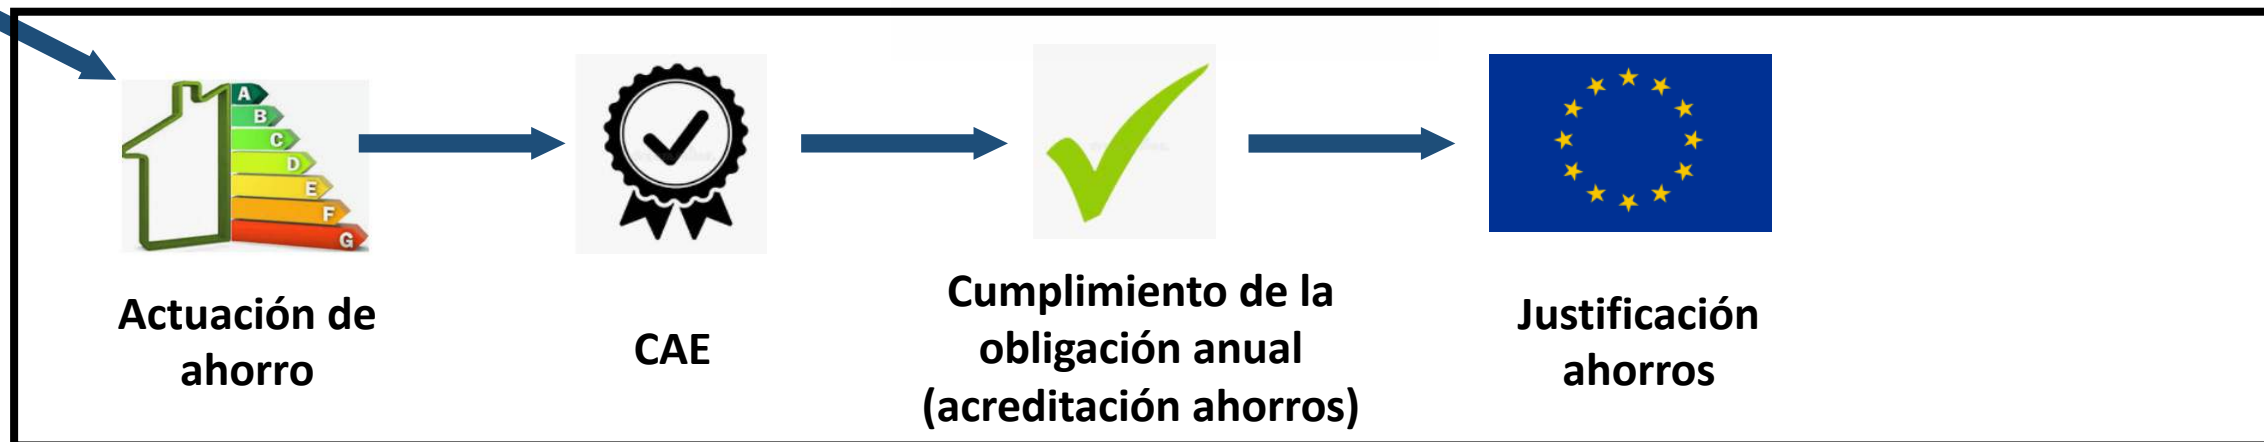 A
B
C
D
E
F
G
Actuación de
ahorro
CAE
Cumplimiento de la
obligación anual
(acreditación ahorros)
Justificación
ahorros